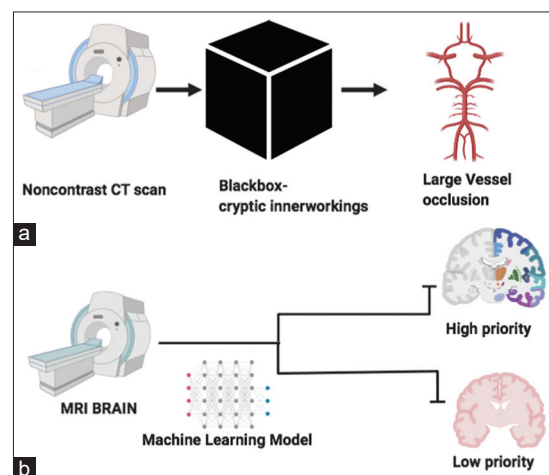 Noncontrast CT scan
Blackbox-
cryptic innerworkings
Large Vessel
occlusion
a
High priority
MRI BRAIN
Machine Learning Model
Low priority
b